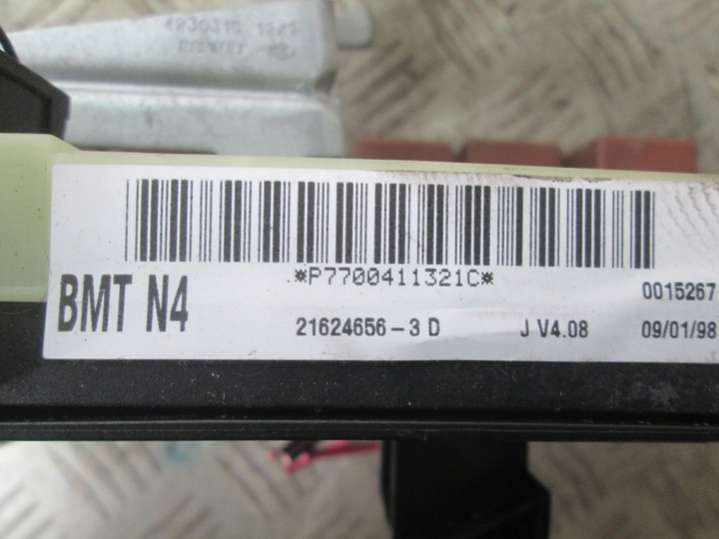 *P7700411321C*
0015267
BMT N4
21624656-3 D
J V4.08
09/01/98